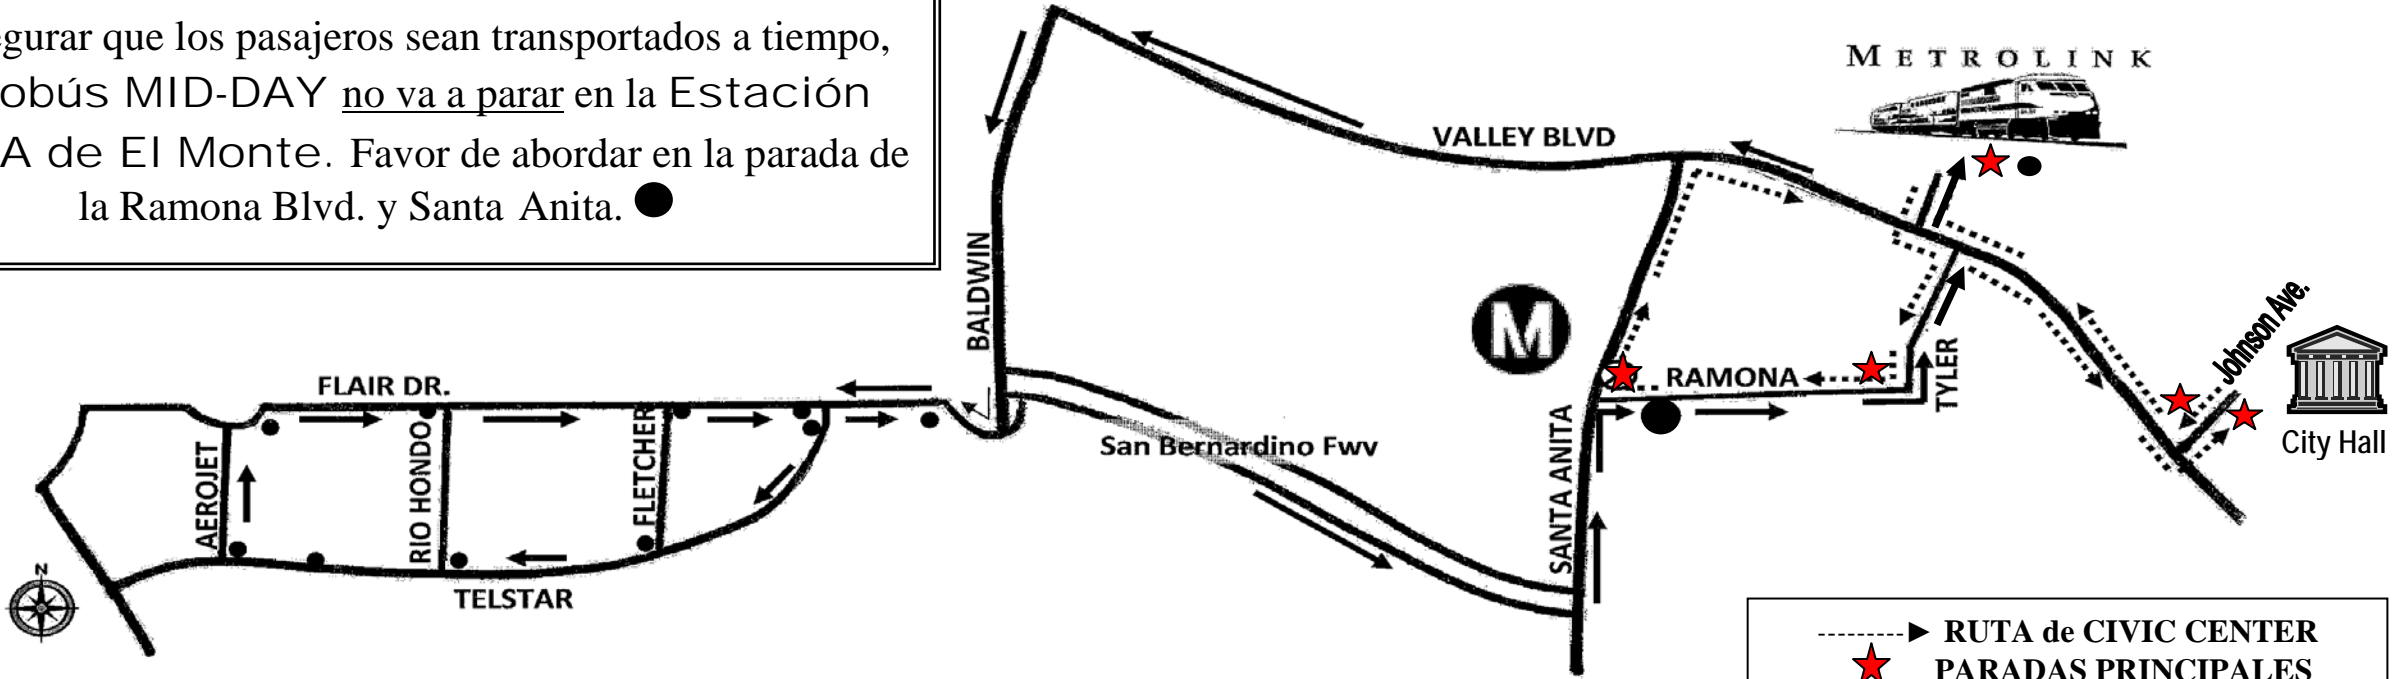 egurar que los pasajeros sean transportados a tiempo,
obús MID-DAY no va a parar en la Estación
A de El Monte. Favor de abordar en la parada de
la Ramona Blvd. y Santa Anita.
METROLINK
VALLEY BLVD
BALDWIN
M
Johnson Ave.
FLAIR DR.
RAMONA
TYLER
City Hall
AEROJET
RIO HONDO
FLETCHER
San Bernardino Fwy
SANTA ANITA
N
TELSTAR
RUTA de CIVIC CENTER
PARADAS PRINCIPALES